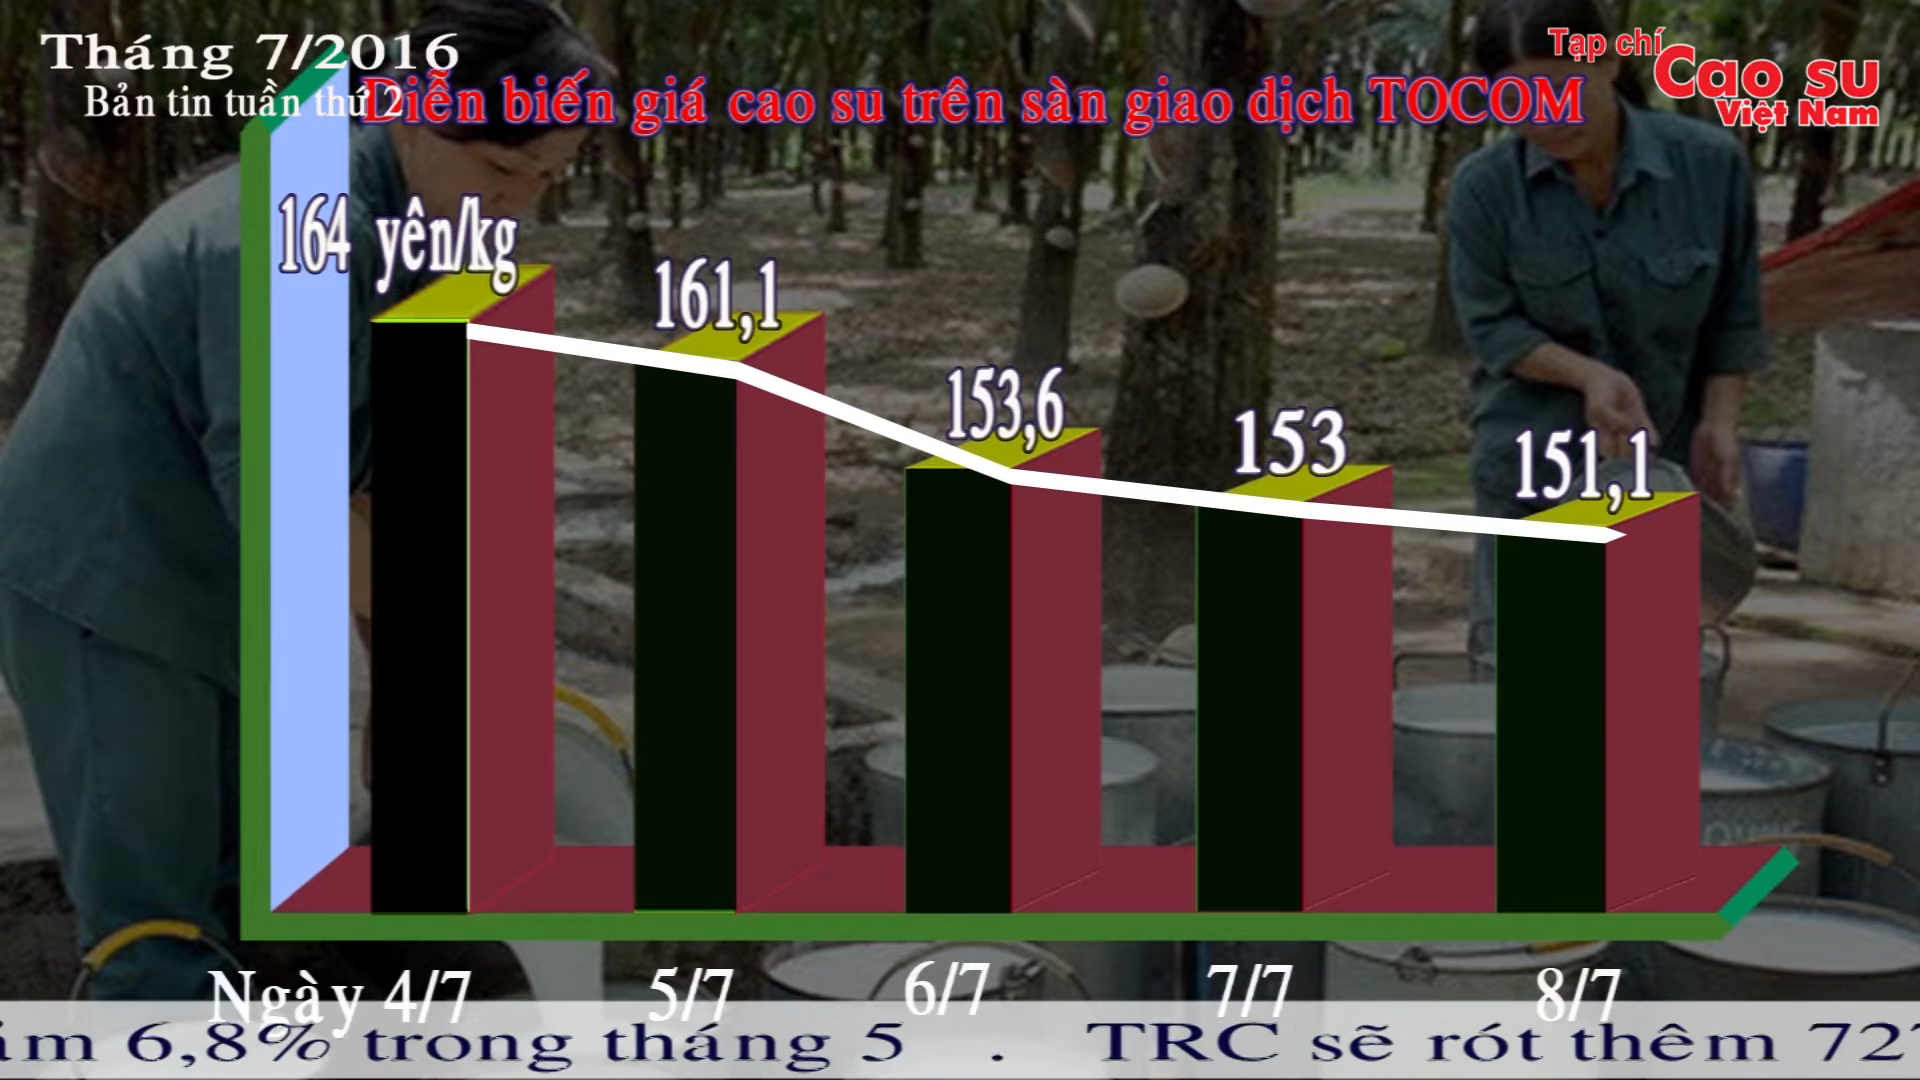 Tháng 7/2016
Bản tin tuần thứ 2
Diễn biến giá cao su trên sàn giao dịch TOCOM
Tạp chí
Cao su
Việt Nam
164 yên/kg
161,1
153,6
153
151,1
Ngày 4/7 5/7 6/7 7/7 8/7
6,8% trong tháng 5 . TRC sẽ rót thêm